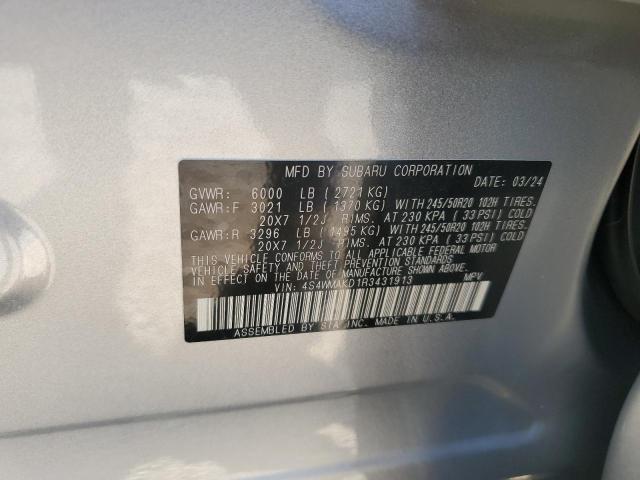 MFD BY SUBARU CORPORATION
DATE: 03/24
GVWR: 6000 LB (2721 KG)
GAWR:F 3021 LB (1370 KG) WITH 245/50R20 102H TIRES.
20X7 1/2J RIMS. AT 230 KPA (33 PSI) COLD
GAWR:R 3296 LB (1495 KG) WITH 245/50R20 102H TIRES.
20X7 1/2J RIMS. AT 230 KPA (33 PSI) COLD
THIS VEHICLE CONFORMS TO ALL APPLICABLE FEDERAL MOTOR
VEHICLE SAFETY AND THEFT PREVENTION STANDARDS IN EFFECT
ON THE DATE OF MANUFACTURE SHOWN ABOVE.
VIN: 4S4WMAKD1R3431913 MPV
ASSEMBLED BY SIA,INC. MADE IN U.S.A.